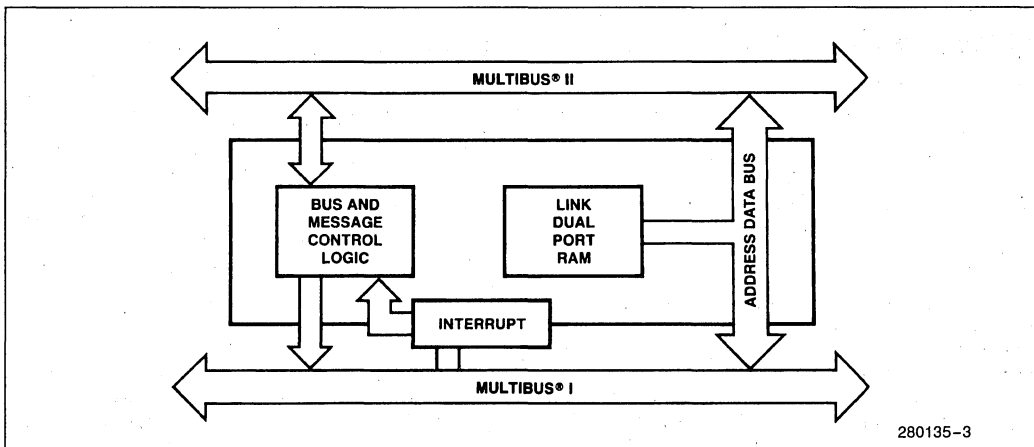 MULTIBUS® II
BUS AND
MESSAGE
CONTROL
LOGIC
LINK
DUAL
PORT
RAM
ADDRESS DATA BUS
INTERRUPT
MULTIBUS® I
280135-3